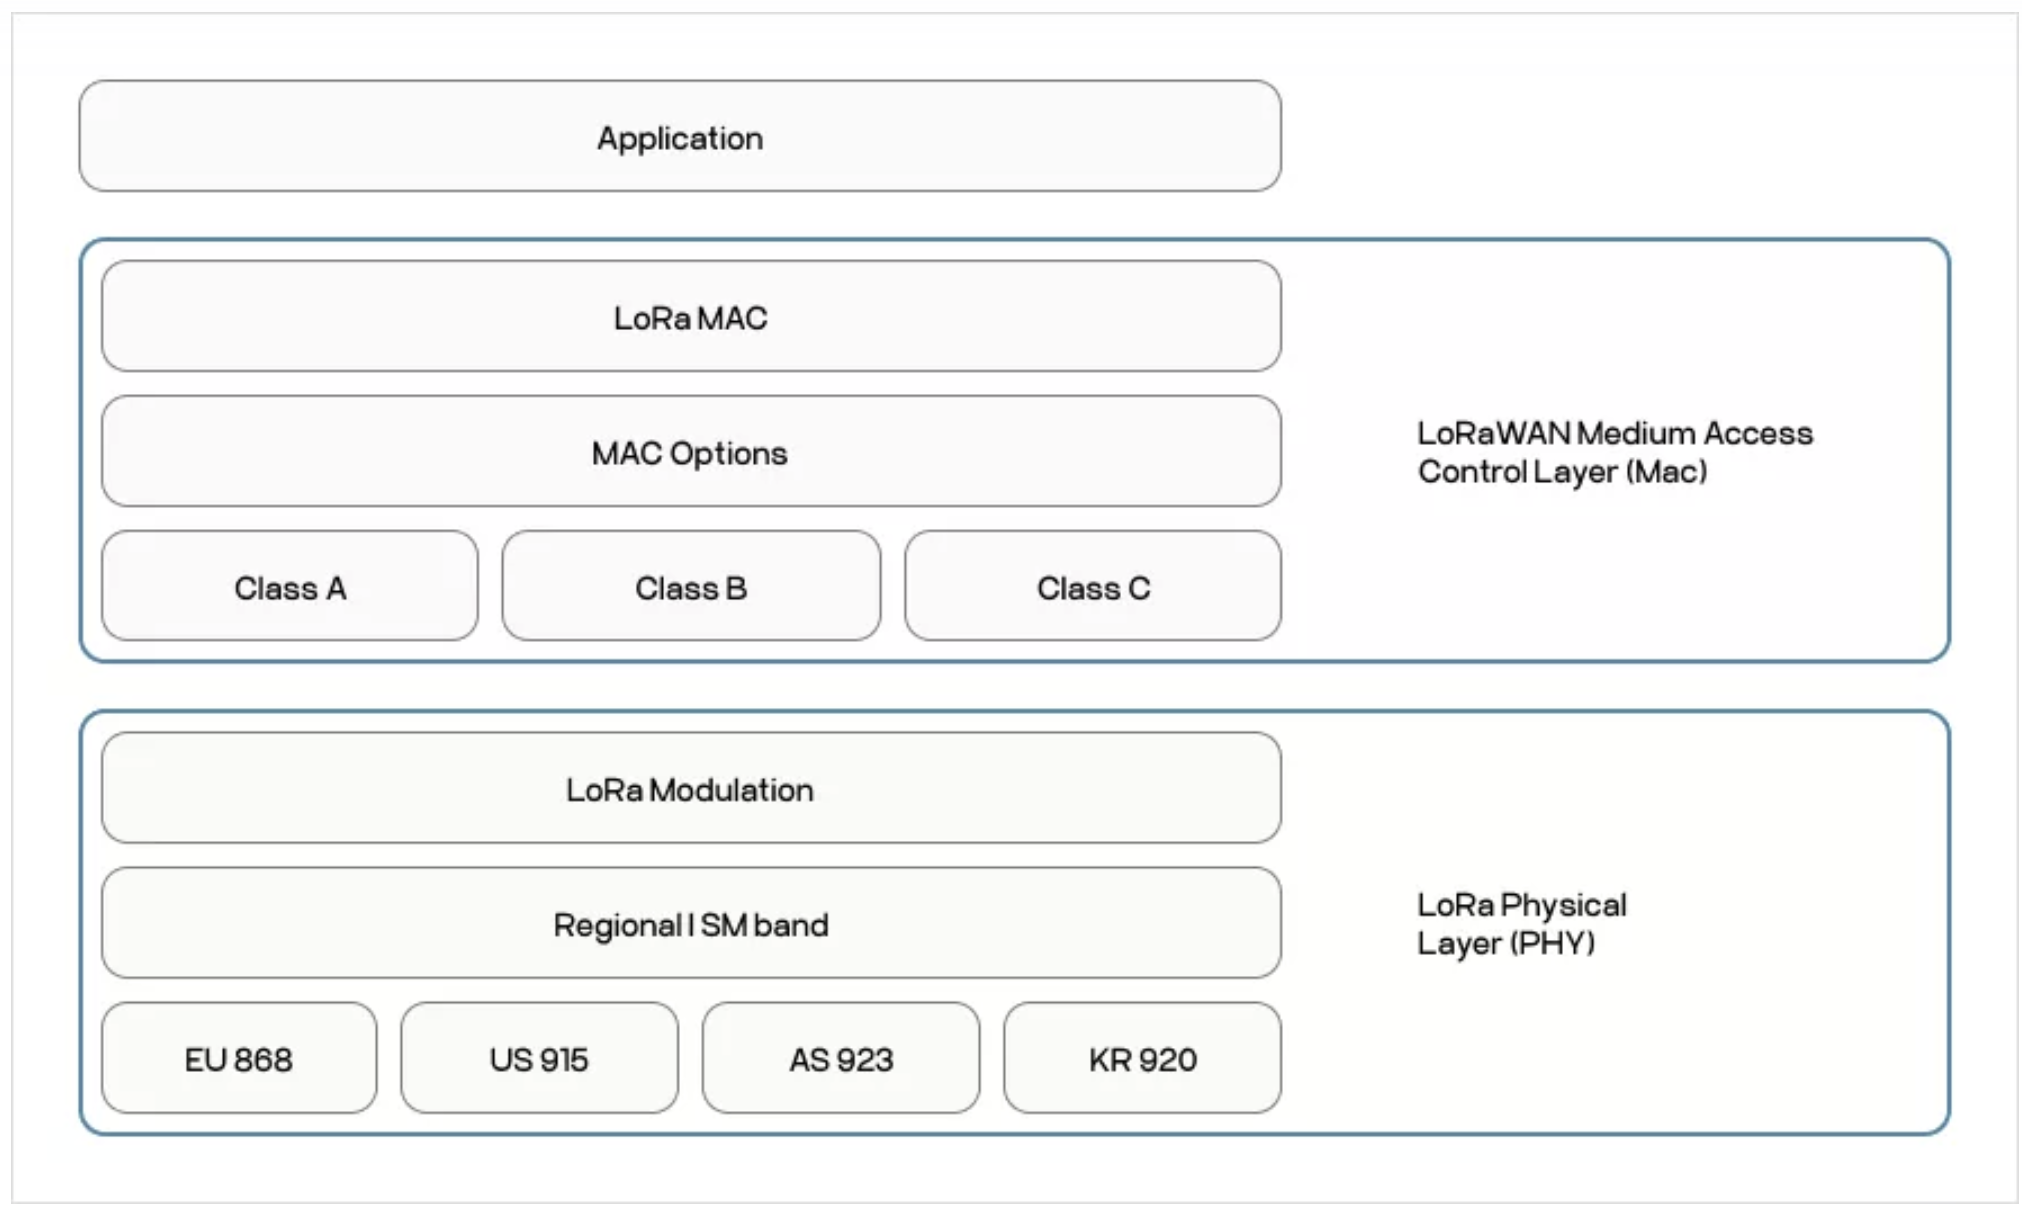 Application
LoRa MAC
MAC Options
LoRaWAN Medium Access
Control Layer (Mac)
Class A
Class B
Class C
LoRa Modulation
Regional I SM band
LoRa Physical
Layer (PHY)
EU 868
US 915
AS 923
KR 920